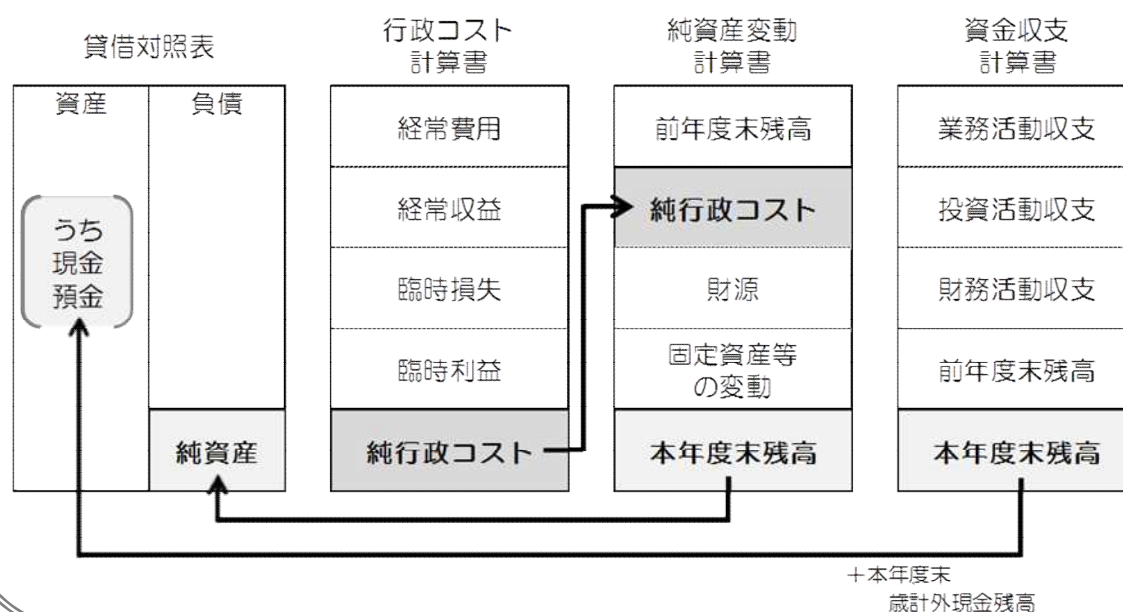 貸借対照表
資産
負債
うち
現金
預金
純資産
行政コスト
計算書
経常費用
経常収益
臨時損失
臨時利益
純行政コスト
純資産変動
計算書
前年度末残高
純行政コスト
財源
固定資産等
の変動
本年度末残高
資金収支
計算書
業務活動収支
投資活動収支
財務活動収支
前年度末残高
本年度末残高
＋本年度末
歳計外現金残高